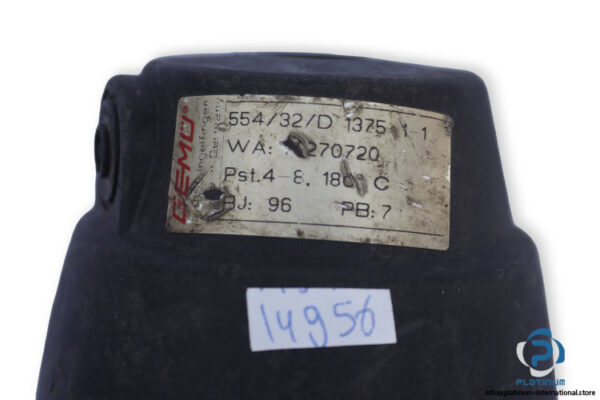 GEMÜ®
554/32/D 1375 1-1
WA: 270720
Pst.4-8, 180 C
BJ: 96 PB:7
14956
PLATINUM
info@platinum-international.store